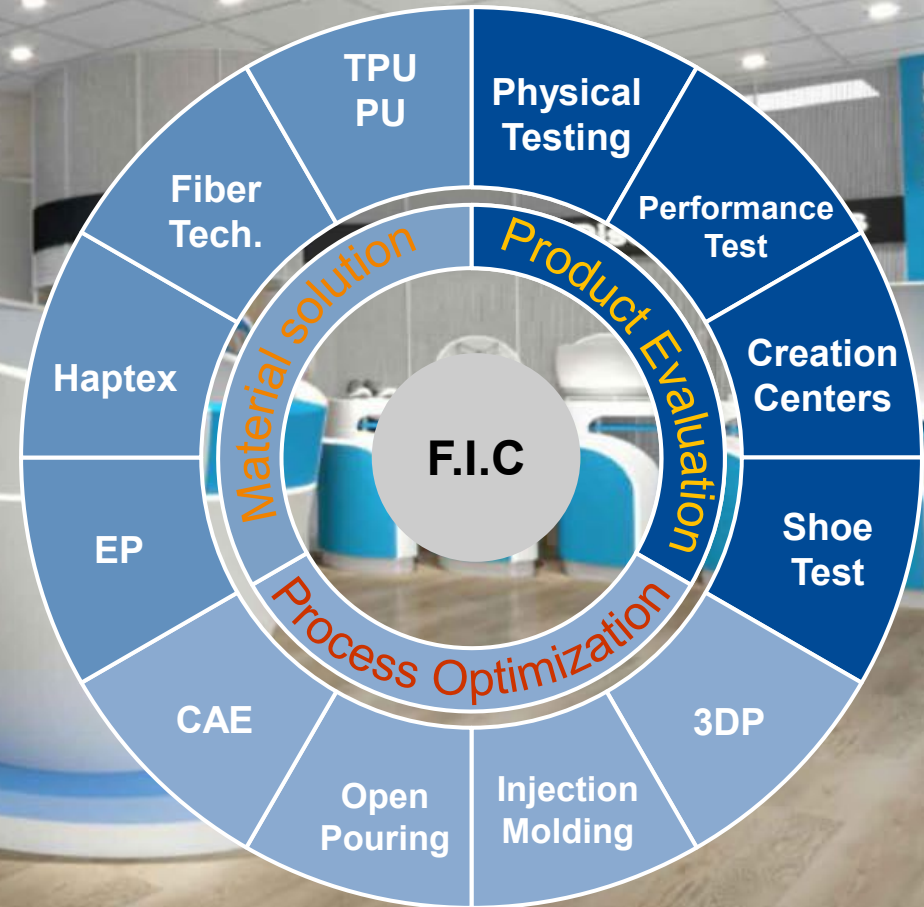 TPU
PU
Physical
Testing
Performance
Test
Creation
Centers
Shoe
Test
3DP
Injection
Molding
Open
Pouring
CAE
EP
Haptex
Fiber
Tech.
Material solution
Product Evaluation
Process Optimization
F.I.C